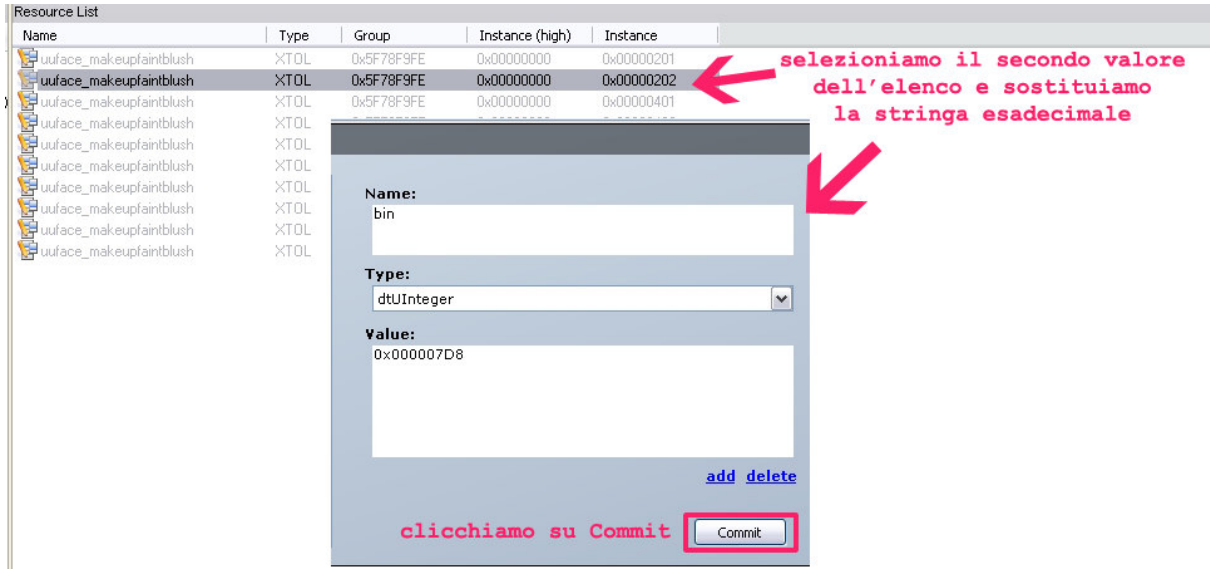 Resource List
Name Type Group Instance (high) Instance
uuface_makeupfaintblush XTOL 0x5F78F9FE 0x00000000 0x00000201
uuface_makeupfaintblush XTOL 0x5F78F9FE 0x00000000 0x00000202
uuface_makeupfaintblush XTOL 0x5F78F9FE 0x00000000 0x00000401
uuface_makeupfaintblush XTOL
uuface_makeupfaintblush XTOL
uuface_makeupfaintblush XTOL
uuface_makeupfaintblush XTOL
uuface_makeupfaintblush XTOL
uuface_makeupfaintblush XTOL
uuface_makeupfaintblush XTOL
selezioniamo il secondo valore
dell'elenco e sostituiamo
la stringa esadecimale
Name:
bin
Type:
dtUInteger
Value:
0x000007D8
add delete
clicchiamo su Commit Commit